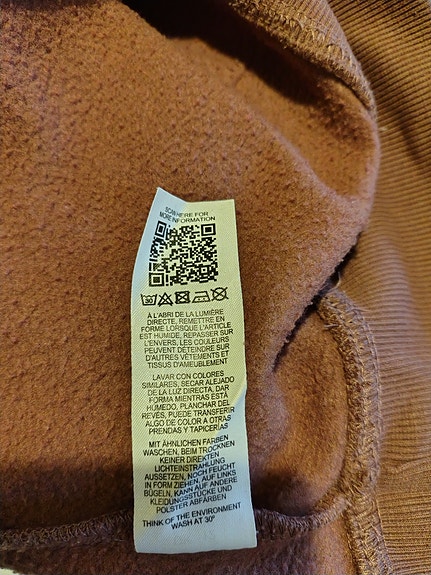 SCAN HERE FOR
MORE INFORMATION
30
À L'ABRI DE LA LUMIÈRE
DIRECTE, REMETTRE EN
FORME LORSQUE L'ARTICLE
EST HUMIDE, REPASSER SUR
L'ENVERS, LES COULEURS
PEUVENT DÉTEINDRE SUR
D'AUTRES VÊTEMENTS ET
TISSUS D'AMEUBLEMENT
LAVAR CON COLORES
SIMILARES, SECAR ALEJADO
DE LA LUZ DIRECTA, DAR
FORMA MIENTRAS ESTÁ
HÚMEDO, PLANCHAR DEL
REVÉS, PUEDE TRANSFERIR
ALGO DE COLOR A OTRAS
PRENDAS Y TAPICERÍAS
MIT ÄHNLICHEN FARBEN
WASCHEN, BEIM TROCKNEN
KEINER DIREKTEN
LICHTEINSTRAHLUNG
AUSSETZEN, NOCH FEUCHT
IN FORM ZIEHEN, AUF LINKS
BÜGELN, KANN AUF ANDERE
KLEIDUNGSSTÜCKE UND
POLSTER ABFÄRBEN
THINK OF THE ENVIRONMENT
WASH AT 30°